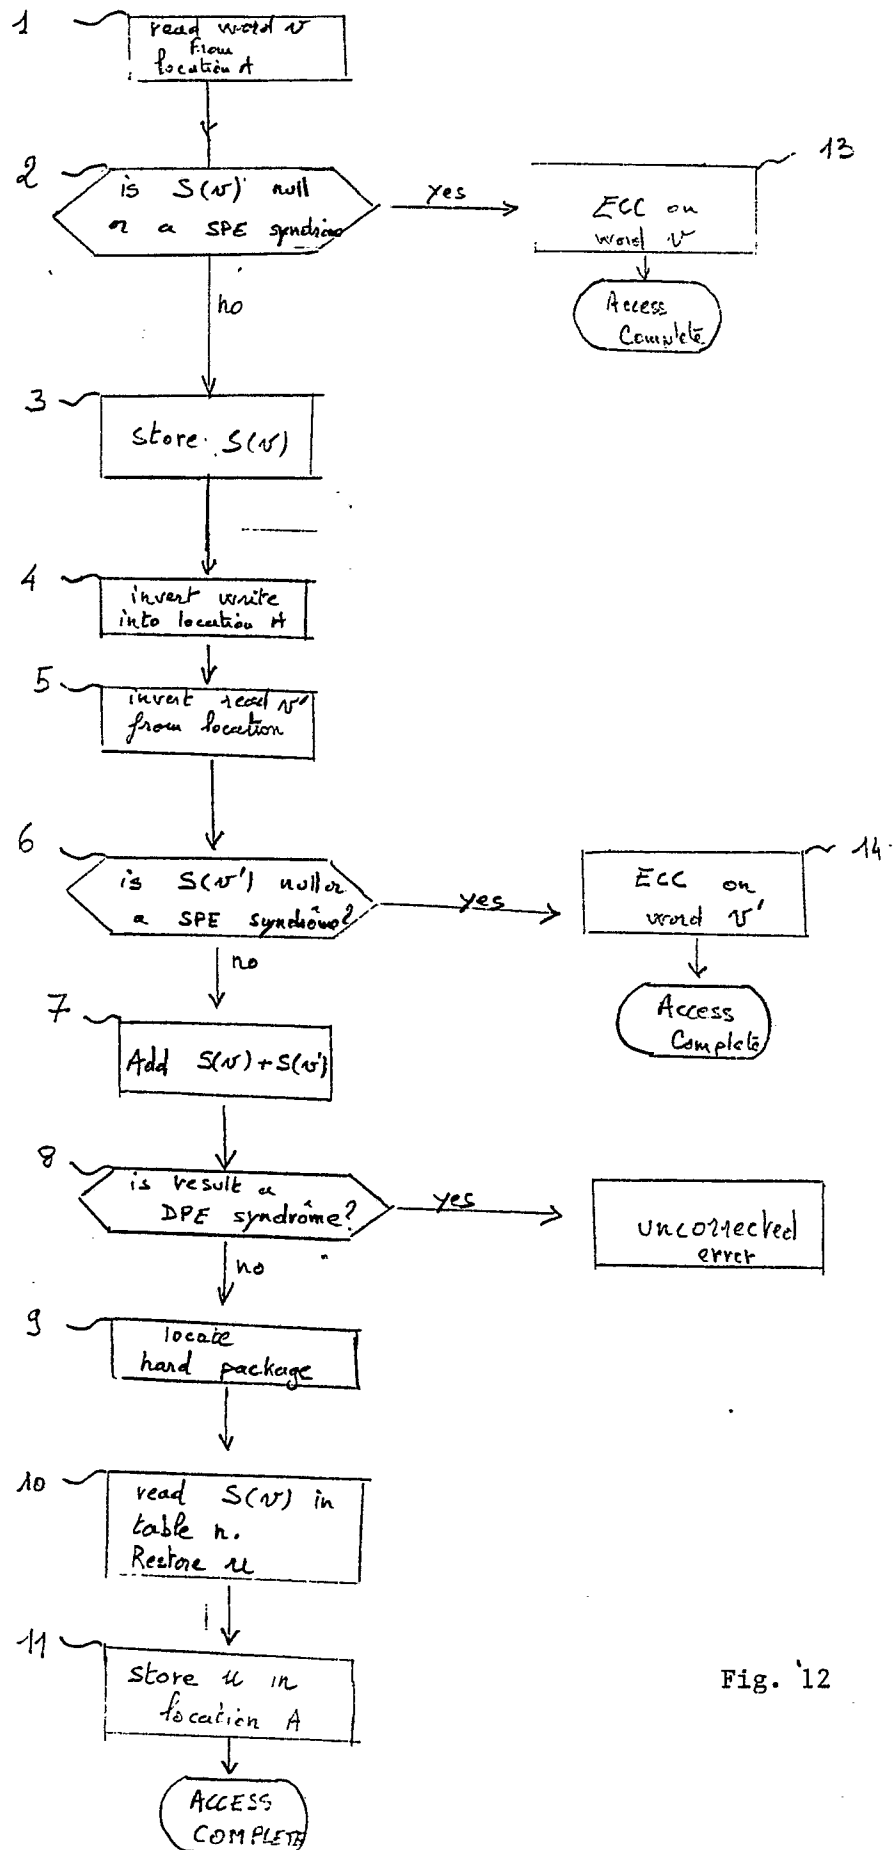 1
read word v
from
location A
2
is S(v) null
or a SPE syndrome
yes
13
ECC on
word v
Access
Complete
no
3
store S(v)
4
invert write
into location A
5
invert read v'
from location
6
is S(v') null or
a SPE syndrôme?
yes
14
ECC on
word v'
Access
Complete
no
7
Add S(v) + S(v')
8
is result a
DPE syndrôme?
yes
uncorrected
error
no
9
locate
hard package
10
read S(v) in
table n.
Restore u
11
store u in
location A
ACCESS
COMPLETE
Fig. 12